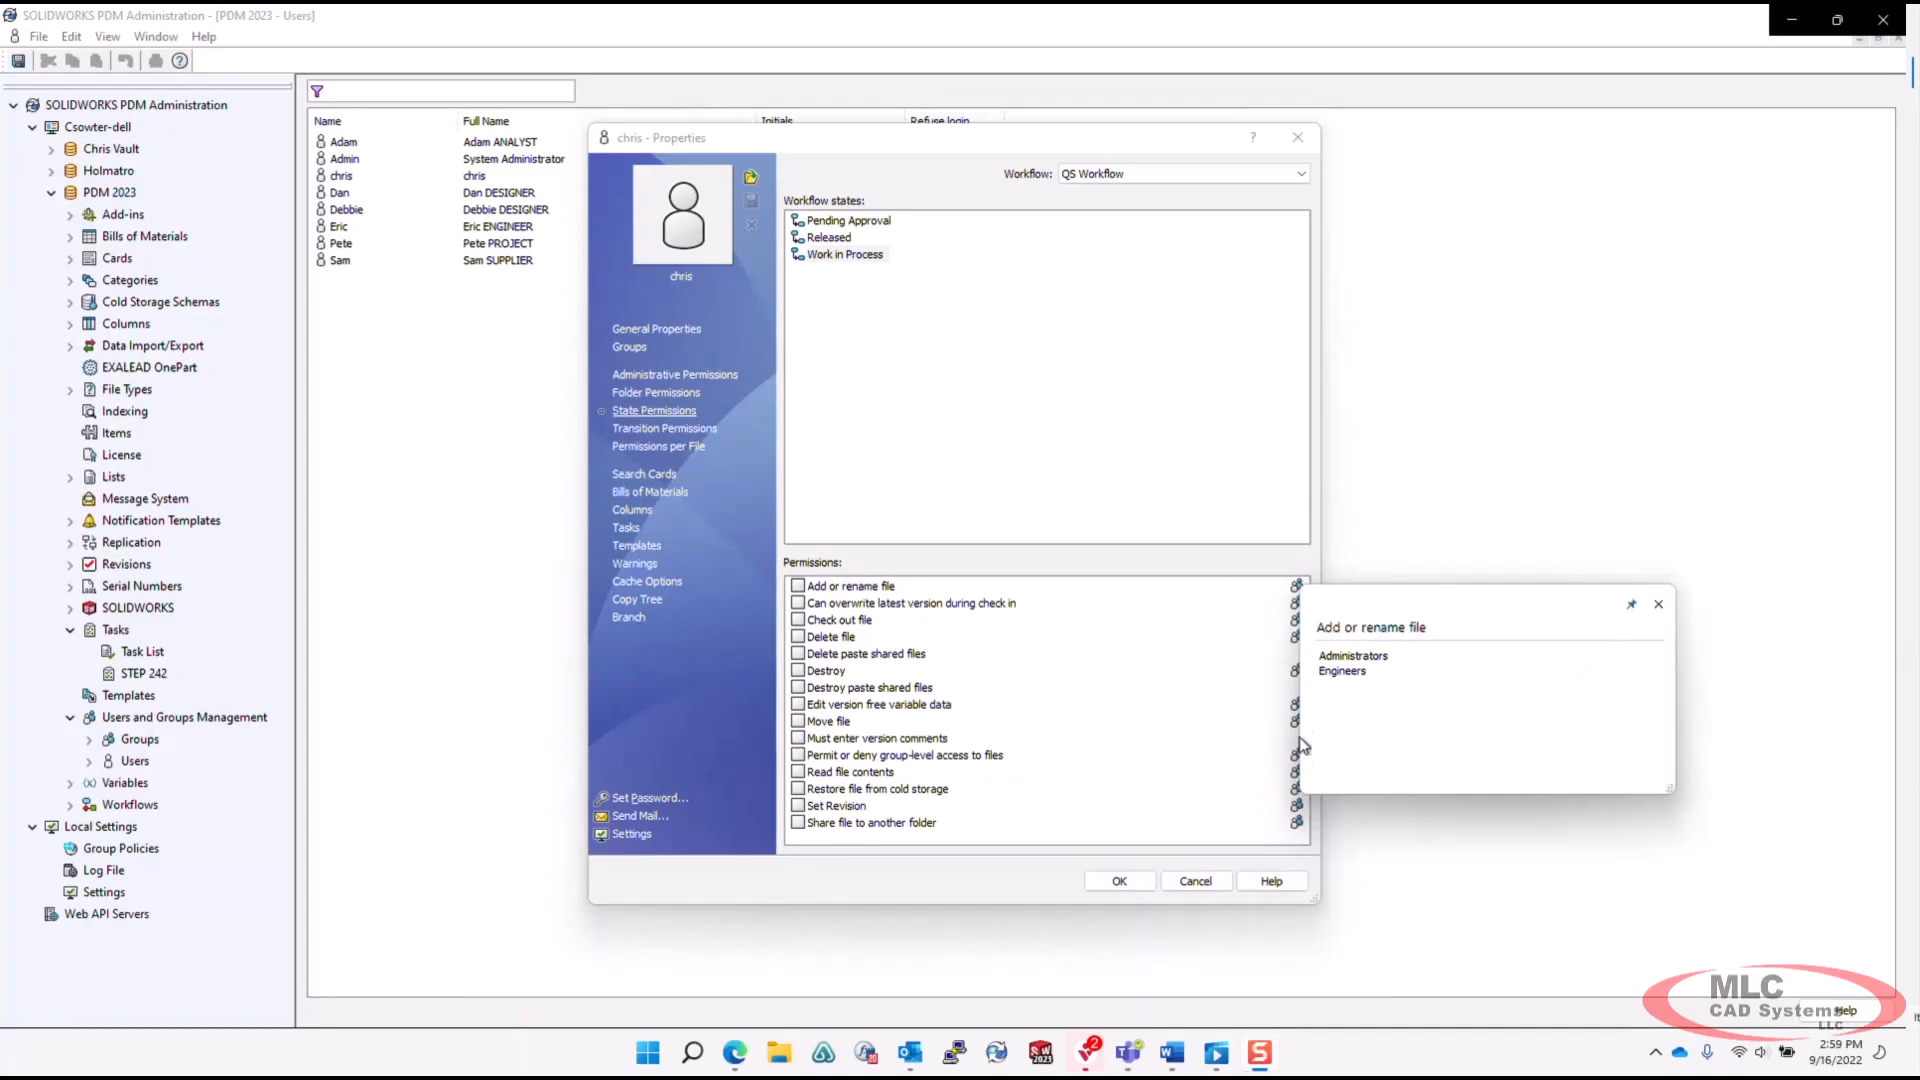 SOLIDWORKS PDM Administration - [PDM 2023 - Users]
File Edit View Window Help
SOLIDWORKS PDM Administration
Csowter-dell
Chris Vault
Holmatro
PDM 2023
Add-ins
Bills of Materials
Cards
Categories
Cold Storage Schemas
Columns
Data Import/Export
EXALEAD OnePart
File Types
Indexing
Items
License
Lists
Message System
Notification Templates
Replication
Revisions
Serial Numbers
SOLIDWORKS
Tasks
Task List
STEP 242
Templates
Users and Groups Management
Groups
Users
Variables
Workflows
Local Settings
Group Policies
Log File
Settings
Web API Servers
Name Full Name Initials Refuse login
Adam Adam ANALYST
Admin System Administrator
chris chris
Dan Dan DESIGNER
Debbie Debbie DESIGNER
Eric Eric ENGINEER
Pete Pete PROJECT
Sam Sam SUPPLIER
chris - Properties
chris
General Properties
Groups
Administrative Permissions
Folder Permissions
State Permissions
Transition Permissions
Permissions per File
Search Cards
Bills of Materials
Columns
Tasks
Templates
Warnings
Cache Options
Copy Tree
Branch
Set Password...
Send Mail...
Settings
Workflow: QS Workflow
Workflow states:
Pending Approval
Released
Work in Process
Permissions:
Add or rename file
Can overwrite latest version during check in
Check out file
Delete file
Delete paste shared files
Destroy
Destroy paste shared files
Edit version free variable data
Move file
Must enter version comments
Permit or deny group-level access to files
Read file contents
Restore file from cold storage
Set Revision
Share file to another folder
OK Cancel Help
Add or rename file
Administrators
Engineers
MLC
CAD Systems
LLC
Help
2:59 PM
9/16/2022